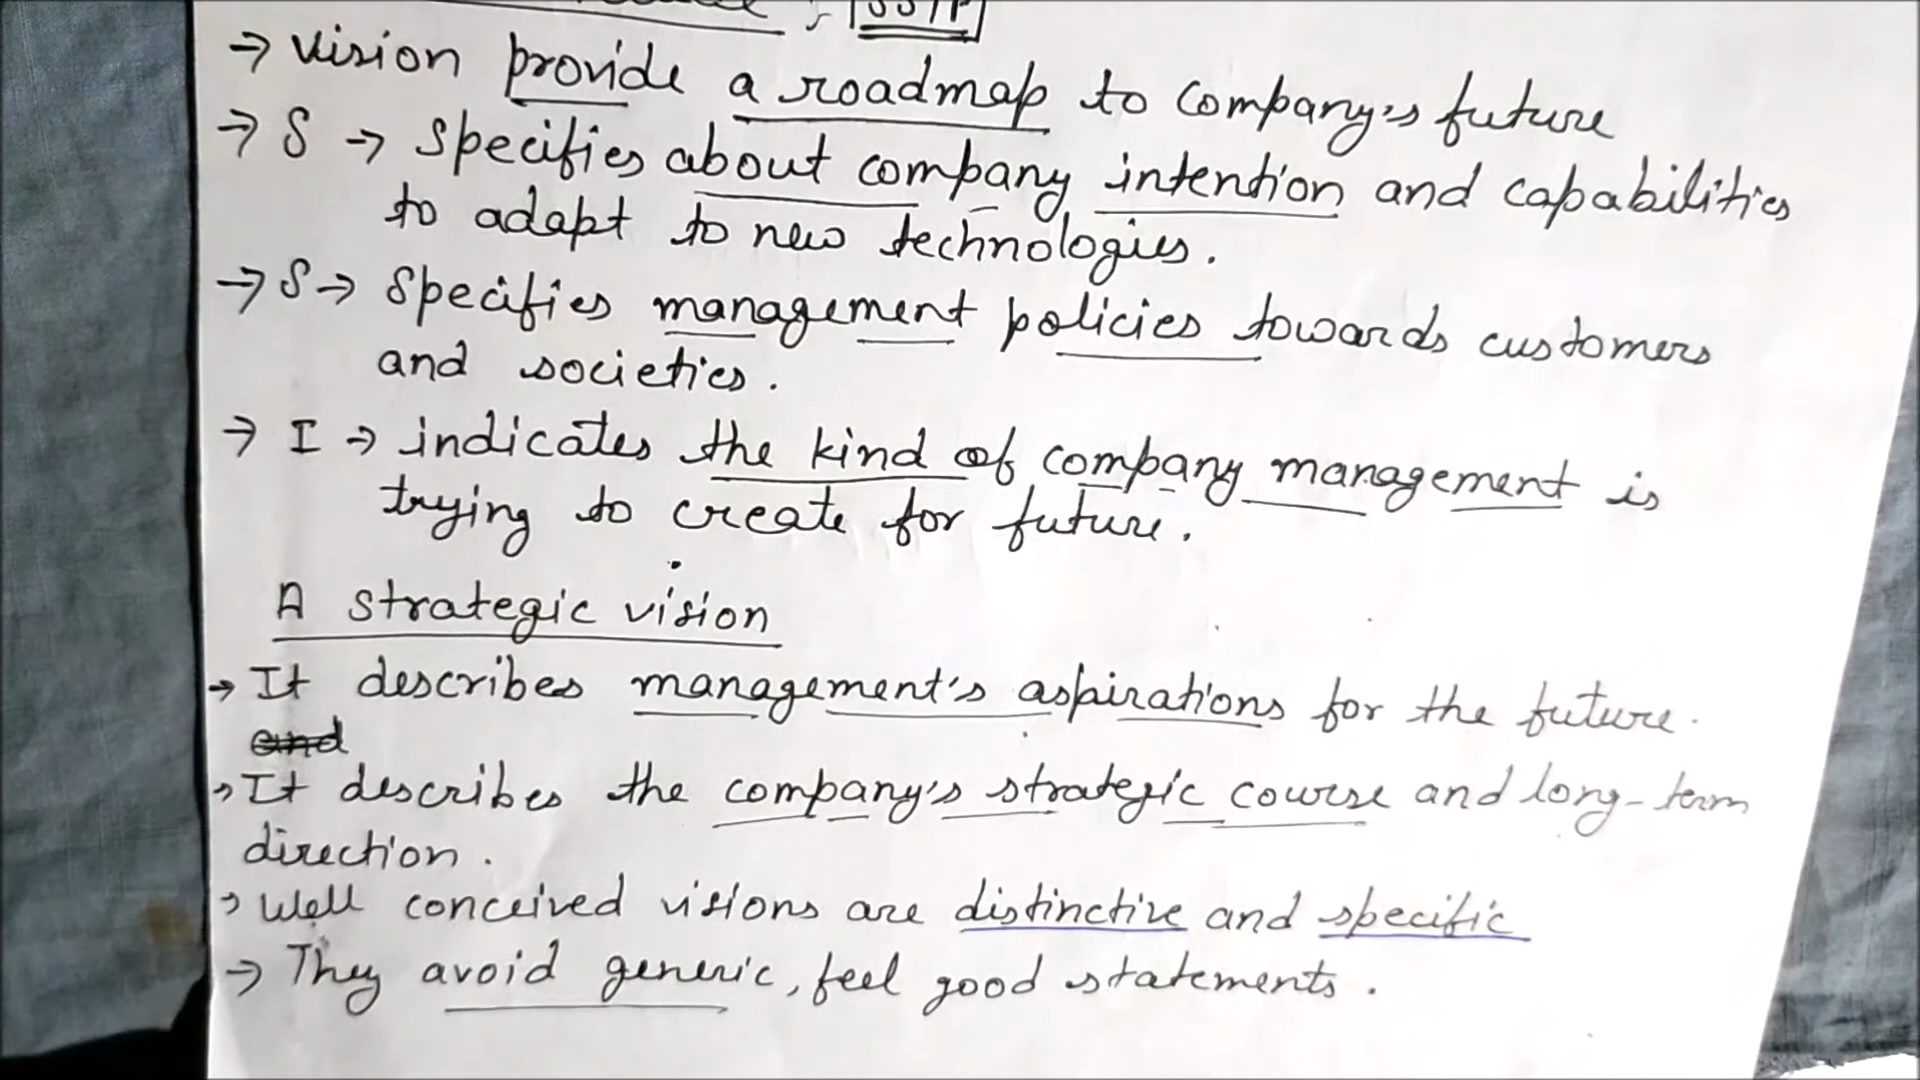 → Vision provide a roadmap to company's future
→ S → Specifies about company intention and capabilities
to adapt to new technologies.
→ S → Specifies management policies towards customers
and societies.
→ I → indicates the kind of company management is
trying to create for future.
A strategic vision
→ It describes management's aspirations for the future.
and
→ It describes the company's strategic course and long-term
direction.
→ Well conceived visions are distinctive and specific
→ They avoid generic, feel good statements.